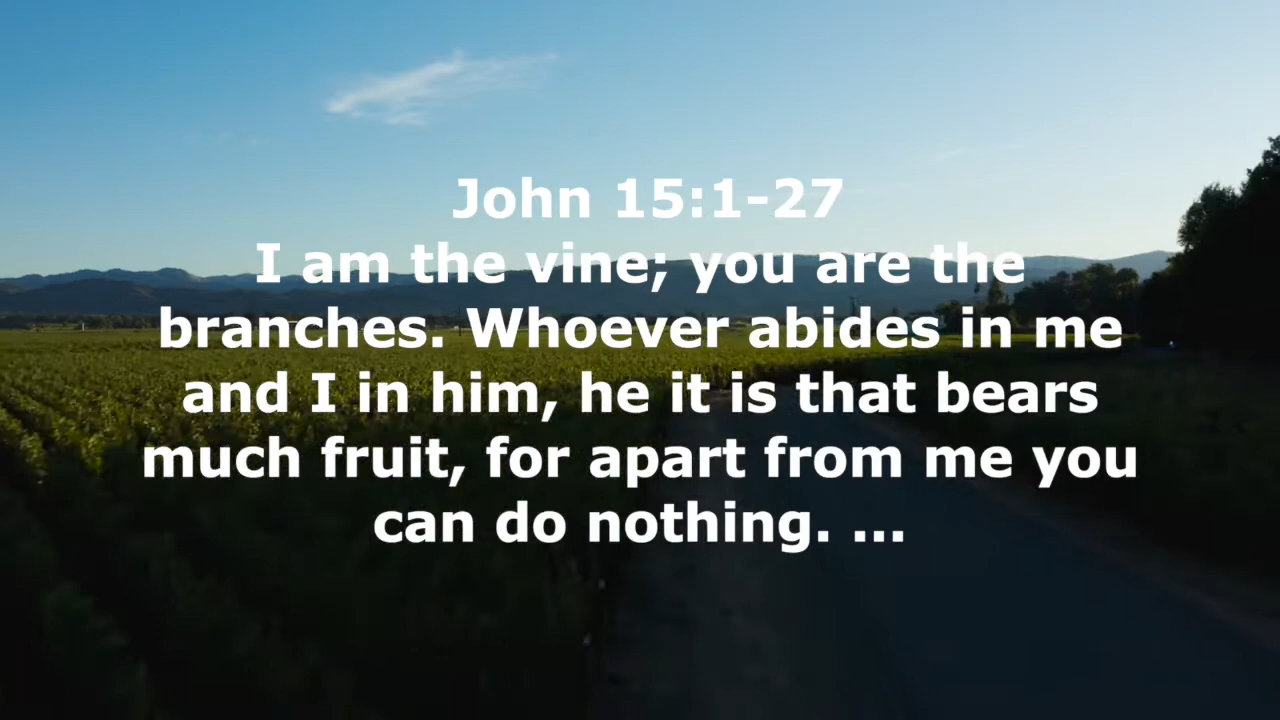 John 15:1-27
I am the vine; you are the
branches. Whoever abides in me
and I in him, he it is that bears
much fruit, for apart from me you
can do nothing. ...